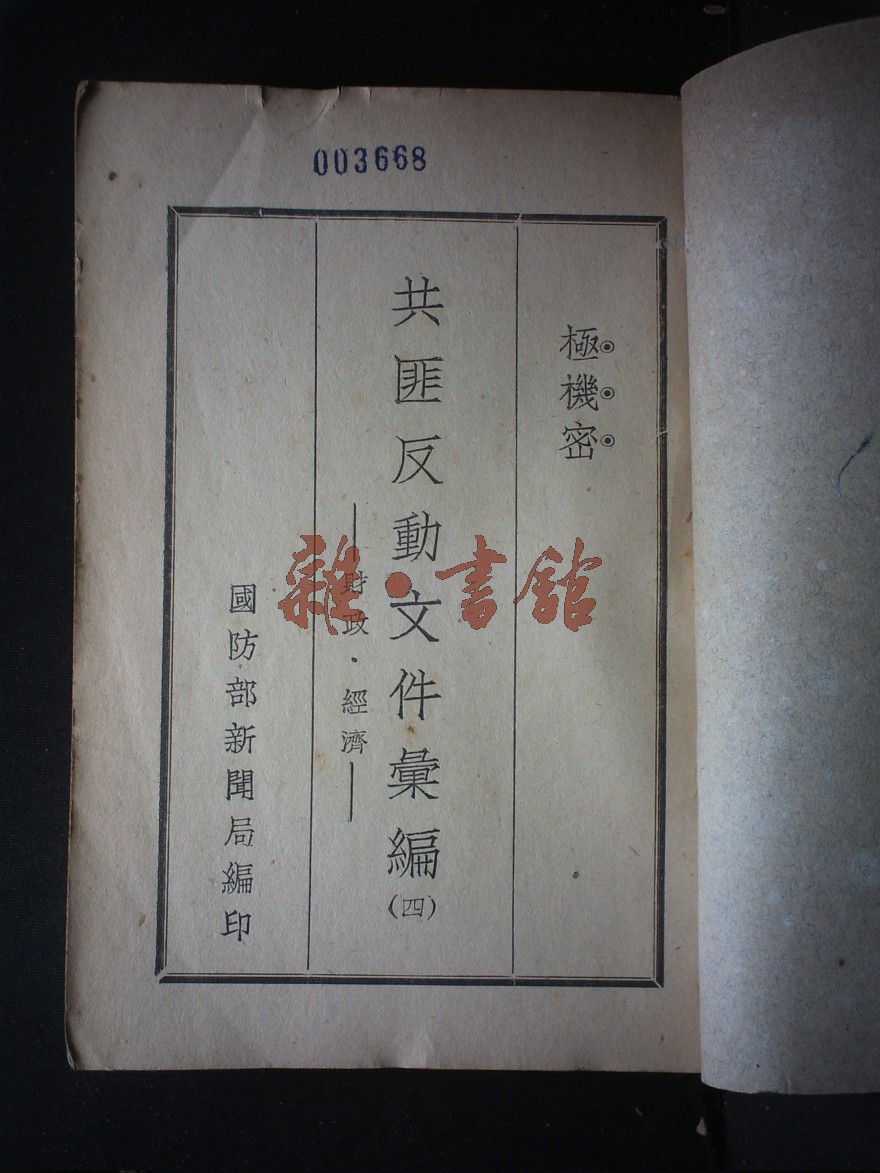 003668
極機密
共匪反動文件彙編(四)
——財政・經濟——
國防部新聞局編印
雜・書館